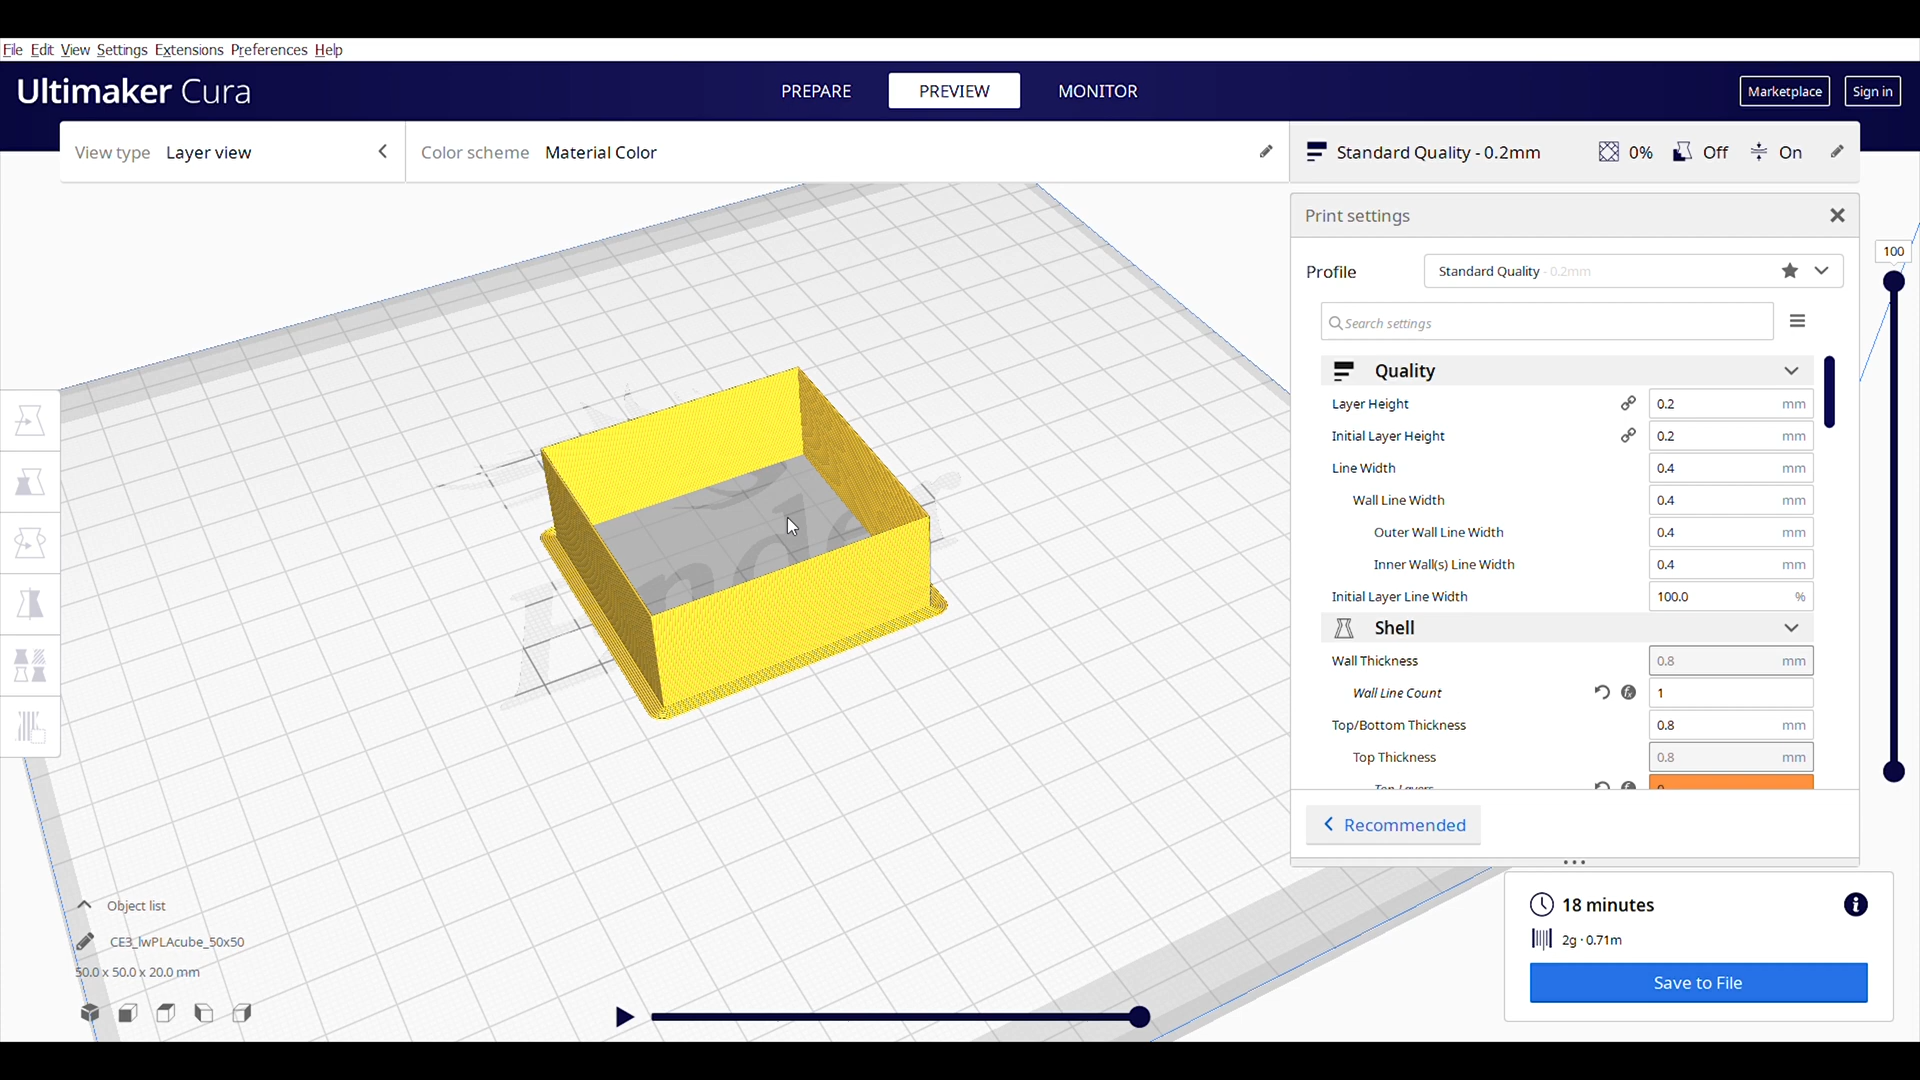 File Edit View Settings Extensions Preferences Help
Ultimaker Cura
PREPARE PREVIEW MONITOR
Marketplace Sign in
View type Layer view
Color scheme Material Color
Standard Quality - 0.2mm 0% Off On
Print settings
100
Profile Standard Quality - 0.2mm
Search settings
Quality
Layer Height 0.2 mm
Initial Layer Height 0.2 mm
Line Width 0.4 mm
Wall Line Width 0.4 mm
Outer Wall Line Width 0.4 mm
Inner Wall(s) Line Width 0.4 mm
Initial Layer Line Width 100.0 %
Shell
Wall Thickness 0.8 mm
Wall Line Count 1
Top/Bottom Thickness 0.8 mm
Top Thickness 0.8 mm
Top Layers 0
Recommended
Object list
CE3_lwPLAcube_50x50
50.0 x 50.0 x 20.0 mm
18 minutes
2g · 0.71m
Save to File